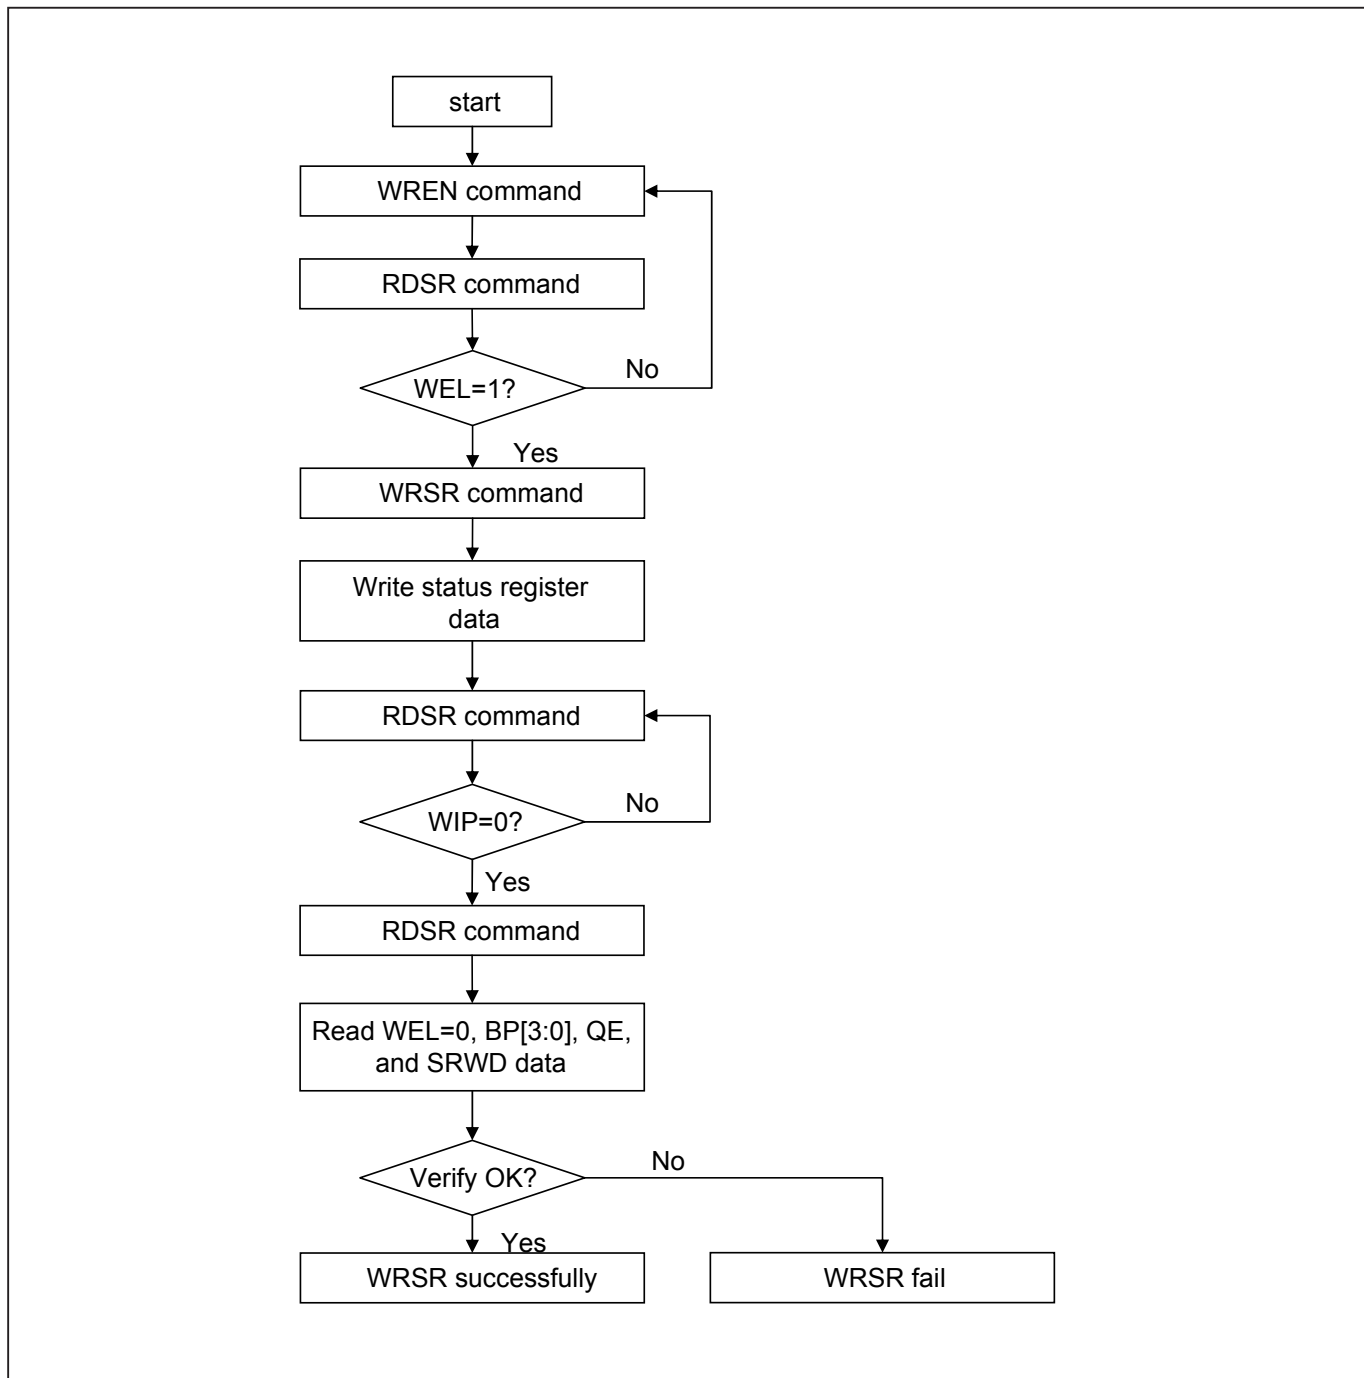 start
WREN command
RDSR command
WEL=1?
No
Yes
WRSR command
Write status register
data
RDSR command
WIP=0?
No
Yes
RDSR command
Read WEL=0, BP[3:0], QE,
and SRWD data
Verify OK?
No
Yes
WRSR successfully
WRSR fail